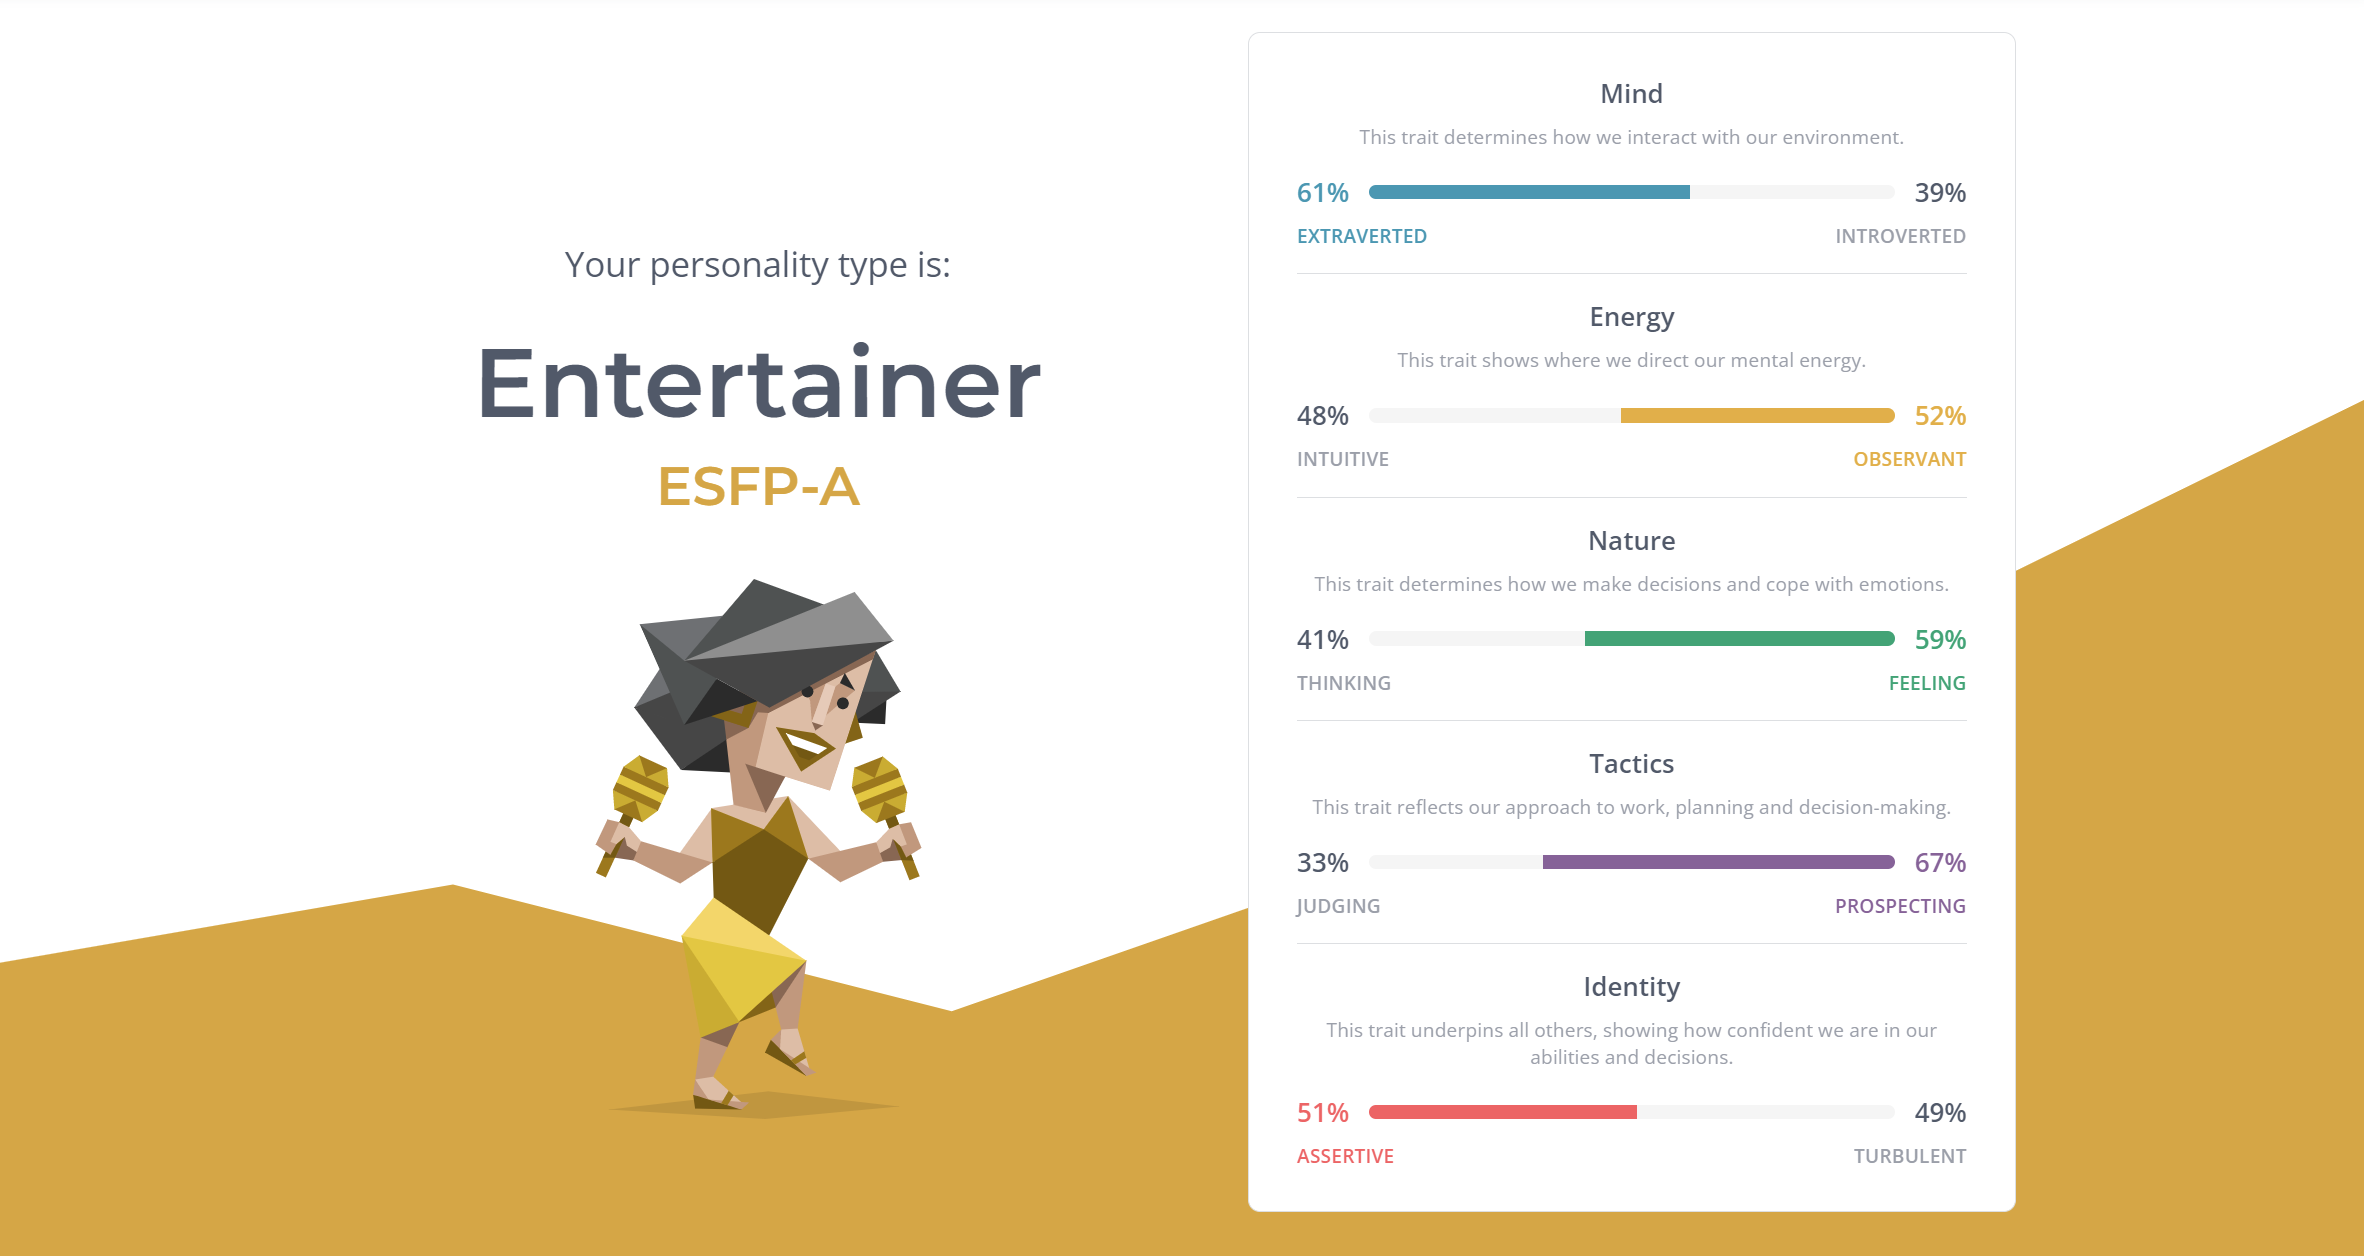 Your personality type is:
Entertainer
ESFP-A
Mind
This trait determines how we interact with our environment.
61% 39%
EXTRAVERTED INTROVERTED
Energy
This trait shows where we direct our mental energy.
48% 52%
INTUITIVE OBSERVANT
Nature
This trait determines how we make decisions and cope with emotions.
41% 59%
THINKING FEELING
Tactics
This trait reflects our approach to work, planning and decision-making.
33% 67%
JUDGING PROSPECTING
Identity
This trait underpins all others, showing how confident we are in our
abilities and decisions.
51% 49%
ASSERTIVE TURBULENT